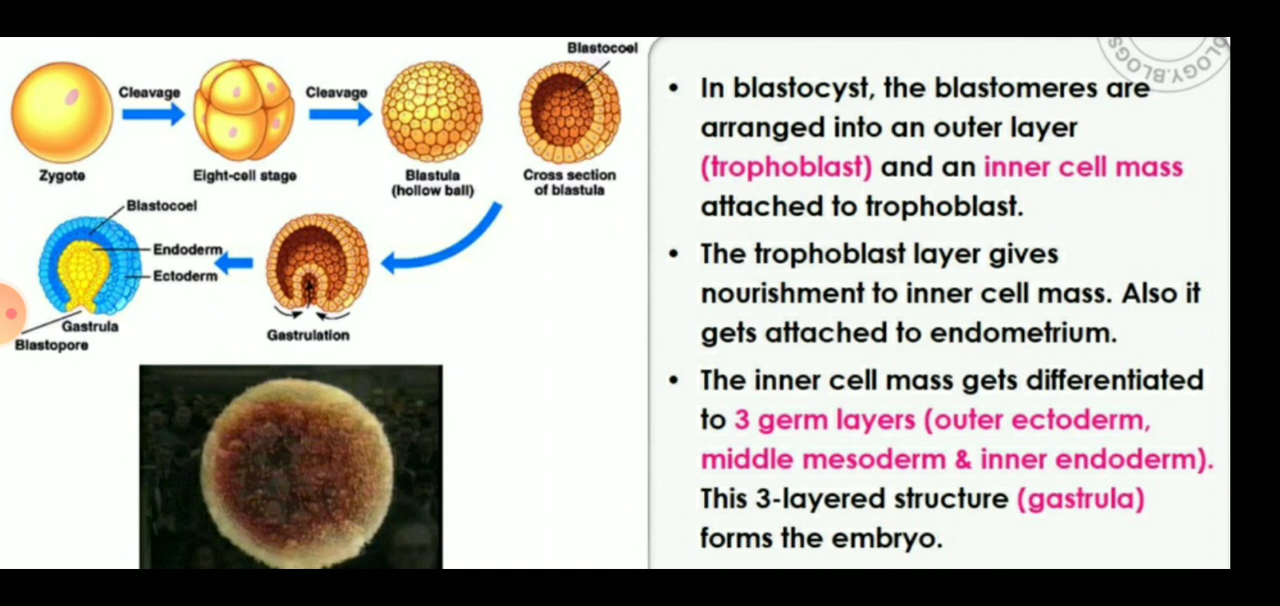 Blastocoel
Cleavage
Cleavage
Zygote
Eight-cell stage
Blastula
(hollow ball)
Cross section
of blastula
Blastocoel
Endoderm
Ectoderm
Gastrula
Blastopore
Gastrulation
OLOGY.BLOGS
• In blastocyst, the blastomeres are
arranged into an outer layer
(trophoblast) and an inner cell mass
attached to trophoblast.
• The trophoblast layer gives
nourishment to inner cell mass. Also it
gets attached to endometrium.
• The inner cell mass gets differentiated
to 3 germ layers (outer ectoderm,
middle mesoderm & inner endoderm).
This 3-layered structure (gastrula)
forms the embryo.